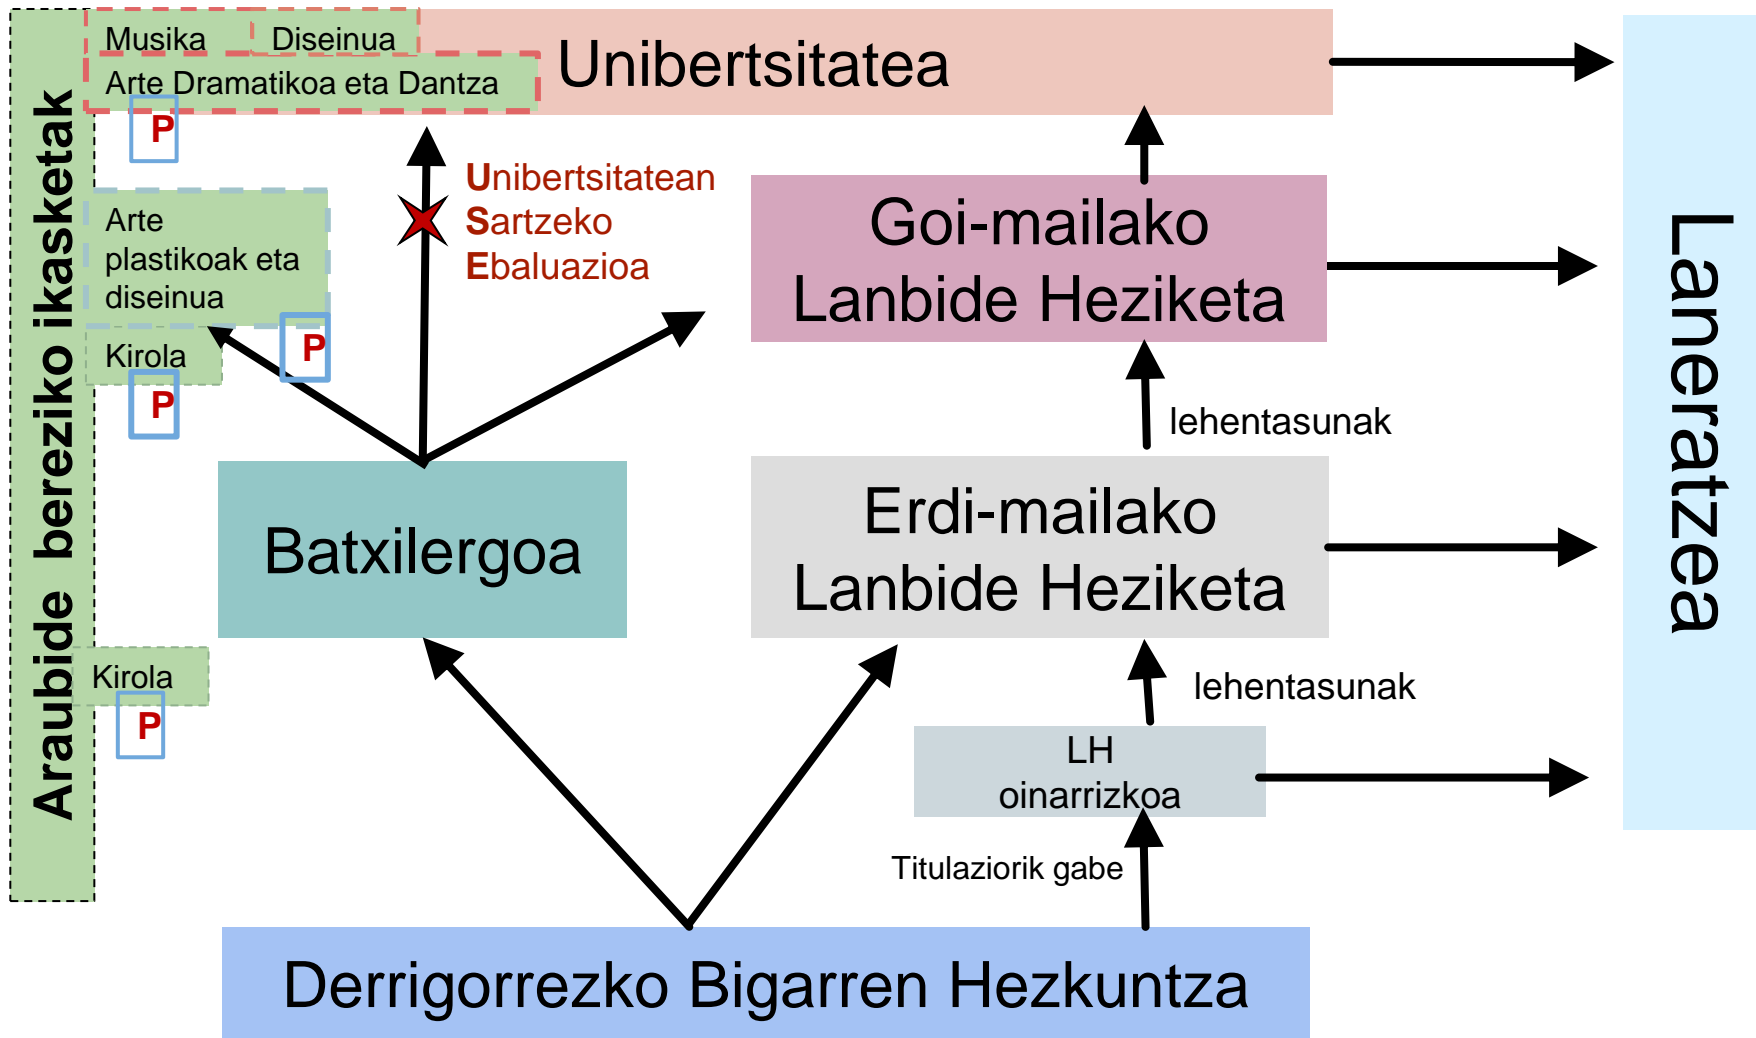 Musika
Diseinua
Arte Dramatikoa eta Dantza
Unibertsitatea
P
Araubide bereziko ikasketak
Arte
plastikoak eta
diseinua
P
Kirola
P
Unibertsitatean
Sartzeko
Ebaluazioa
Goi-mailako
Lanbide Heziketa
lehentasunak
Batxilergoa
Erdi-mailako
Lanbide Heziketa
Laneratzea
Kirola
P
lehentasunak
LH
oinarrizkoa
Titulaziorik gabe
Derrigorrezko Bigarren Hezkuntza